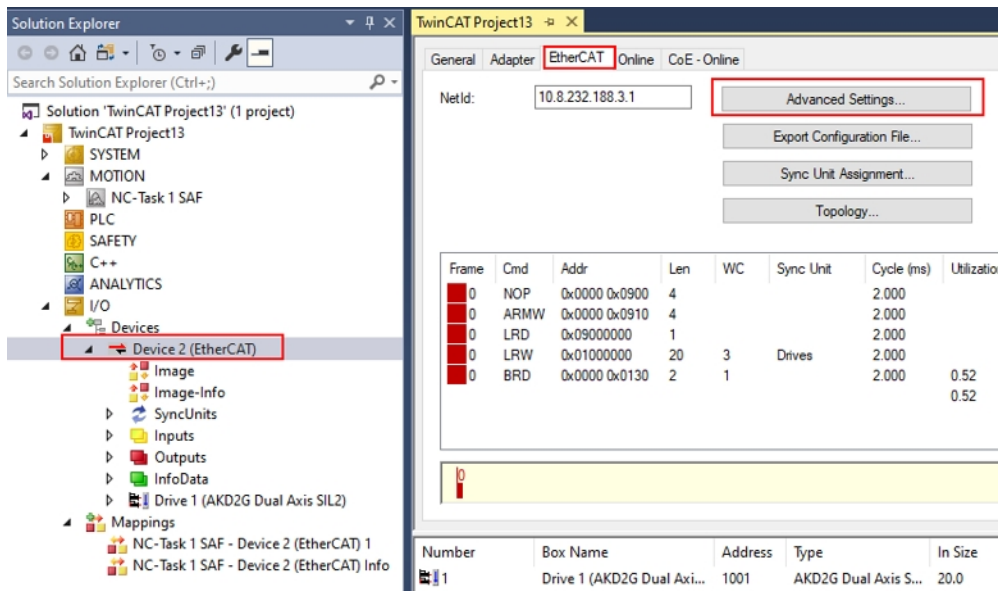 Solution Explorer
Search Solution Explorer (Ctrl+;)
Solution 'TwinCAT Project13' (1 project)
TwinCAT Project13
SYSTEM
MOTION
NC-Task 1 SAF
PLC
SAFETY
C++
ANALYTICS
I/O
Devices
Device 2 (EtherCAT)
Image
Image-Info
SyncUnits
Inputs
Outputs
InfoData
Drive 1 (AKD2G Dual Axis SIL2)
Mappings
NC-Task 1 SAF - Device 2 (EtherCAT) 1
NC-Task 1 SAF - Device 2 (EtherCAT) Info
TwinCAT Project13
General Adapter EtherCAT Online CoE - Online
NetId: 10.8.232.188.3.1 Advanced Settings...
Export Configuration File...
Sync Unit Assignment...
Topology...
Frame Cmd Addr Len WC Sync Unit Cycle (ms) Utilizatio
0 NOP 0x0000 0x0900 4 2.000
0 ARMW 0x0000 0x0910 4 2.000
0 LRD 0x09000000 1 2.000
0 LRW 0x01000000 20 3 Drives 2.000
0 BRD 0x0000 0x0130 2 1 2.000 0.52
0.52
0
Number Box Name Address Type In Size
1 Drive 1 (AKD2G Dual Axi... 1001 AKD2G Dual Axis S... 20.0